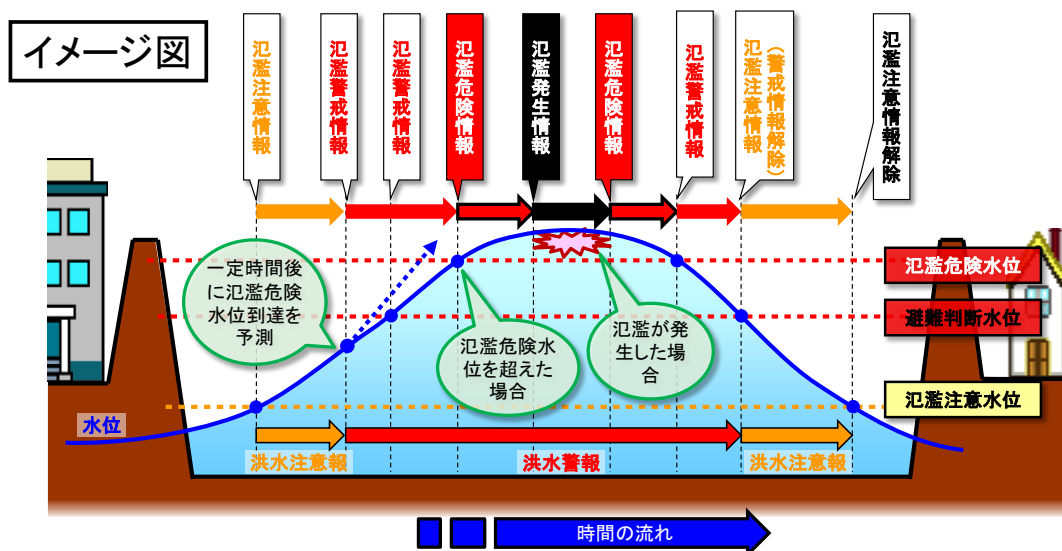 イメージ図
氾濫注意情報
氾濫警戒情報
氾濫警戒情報
氾濫危険情報
氾濫発生情報
氾濫危険情報
氾濫警戒情報
氾濫注意情報
（警戒情報解除）
氾濫注意情報解除
一定時間後
に氾濫危険
水位到達を
予測
氾濫危険水
位を超えた
場合
氾濫が発
生した場
合
氾濫危険水位
避難判断水位
氾濫注意水位
水位
洪水注意報
洪水警報
洪水注意報
時間の流れ